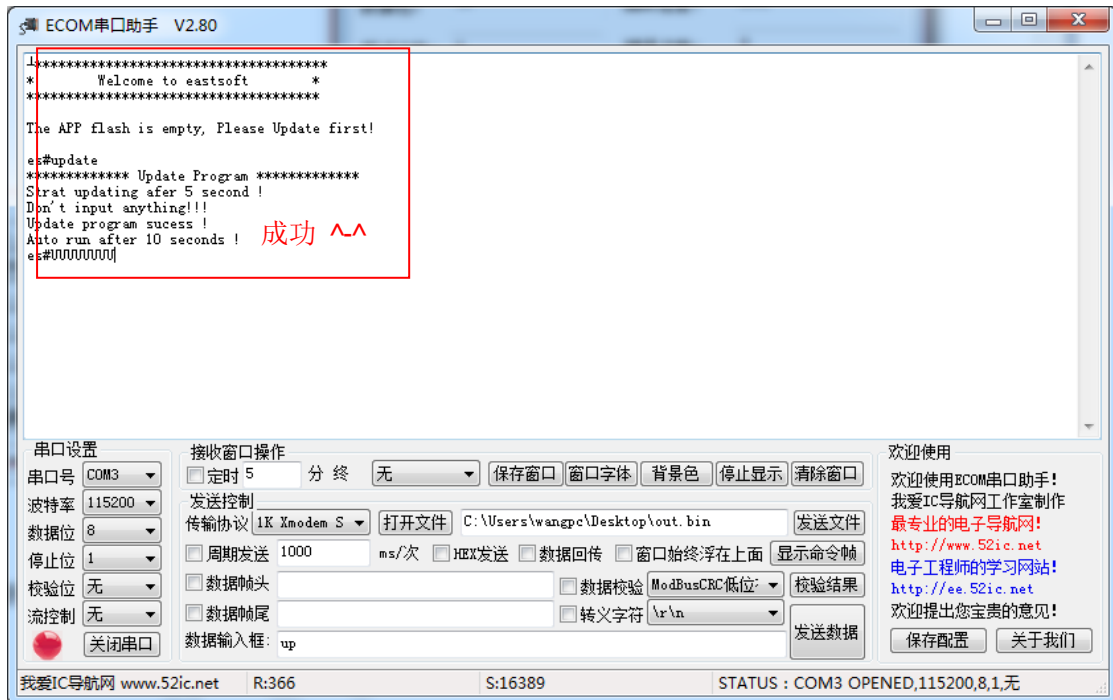 ECOM串口助手 V2.80
┴**************************************
* Welcome to eastsoft *
**************************************
The APP flash is empty, Please Update first!
es#update
************* Update Program *************
Strat updating afer 5 second !
Don't input anything!!!
Update program sucess !
Auto run after 10 seconds !
es#UUUUUUUU
成功 ^-^
串口设置
串口号 COM3
波特率 115200
数据位 8
停止位 1
校验位 无
流控制 无
关闭串口
接收窗口操作
定时 5 分 终 无 保存窗口 窗口字体 背景色 停止显示 清除窗口
发送控制
传输协议 1K Xmodem S 打开文件 C:\Users\wangpc\Desktop\out.bin 发送文件
周期发送 1000 ms/次 HEX发送 数据回传 窗口始终浮在上面 显示命令帧
数据帧头 数据校验 ModBusCRC低位 校验结果
数据帧尾 转义字符 \r\n
数据输入框: up 发送数据
欢迎使用
欢迎使用ECOM串口助手!
我爱IC导航网工作室制作
最专业的电子导航网!
http://www.52ic.net
电子工程师的学习网站!
http://ee.52ic.net
欢迎提出您宝贵的意见!
保存配置 关于我们
我爱IC导航网 www.52ic.net R:366 S:16389 STATUS : COM3 OPENED,115200,8,1,无